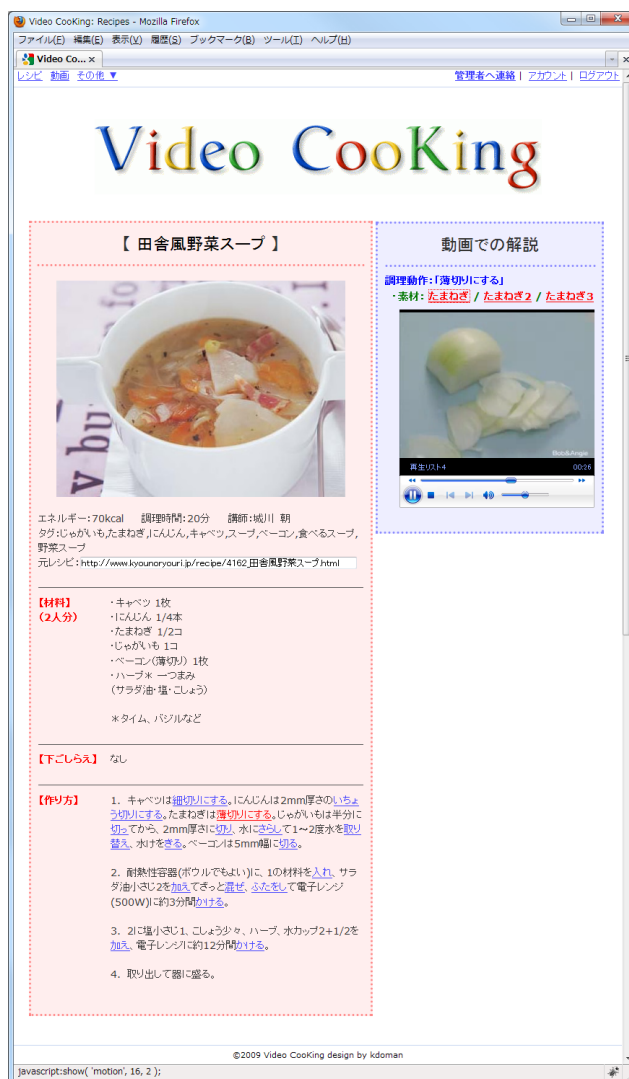 Video CooKing: Recipes - Mozilla Firefox
ファイル(F) 編集(E) 表示(V) 履歴(S) ブックマーク(B) ツール(T) ヘルプ(H)
Video Co... ×
レシピ 動画 その他 ▼
管理者へ連絡 | アカウント | ログアウト
Video CooKing
【 田舎風野菜スープ 】
エネルギー:70kcal 調理時間:20分 講師:城川 朝
タグ:じゃがいも,たまねぎ,にんじん,キャベツ,スープ,ベーコン,食べるスープ,
野菜スープ
元レシピ:http://www.kyounoryouri.jp/recipe/4162_田舎風野菜スープ.html
【材料】
(2人分)
・キャベツ 1枚
・にんじん 1/4本
・たまねぎ 1/2コ
・じゃがいも 1コ
・ベーコン(薄切り) 1枚
・ハーブ＊ 一つまみ
(サラダ油・塩・こしょう)
＊タイム、バジルなど
【下ごしらえ】 なし
【作り方】
1. キャベツは細切りにする。にんじんは2mm厚さのいちょ
う切りにする。たまねぎは薄切りにする。じゃがいもは半分に
切ってから、2mm厚さに切り、水にさらして1～2度水を取り
替え、水けをきる。ベーコンは5mm幅に切る。
2. 耐熱性容器(ボウルでもよい)に、1の材料を入れ、サラ
ダ油小さじ2を加えてざっと混ぜ、ふたをして電子レンジ
(500W)に約3分間かける。
3. 2に塩小さじ1、こしょう少々、ハーブ、水カップ2+1/2を
加え、電子レンジに約12分間かける。
4. 取り出して器に盛る。
動画での解説
調理動作:「薄切りにする」
・素材: たまねぎ / たまねぎ2 / たまねぎ3
Bob&Angie
再生リスト4 00:26
©2009 Video CooKing design by kdoman
javascript:show( 'motion', 16, 2 );